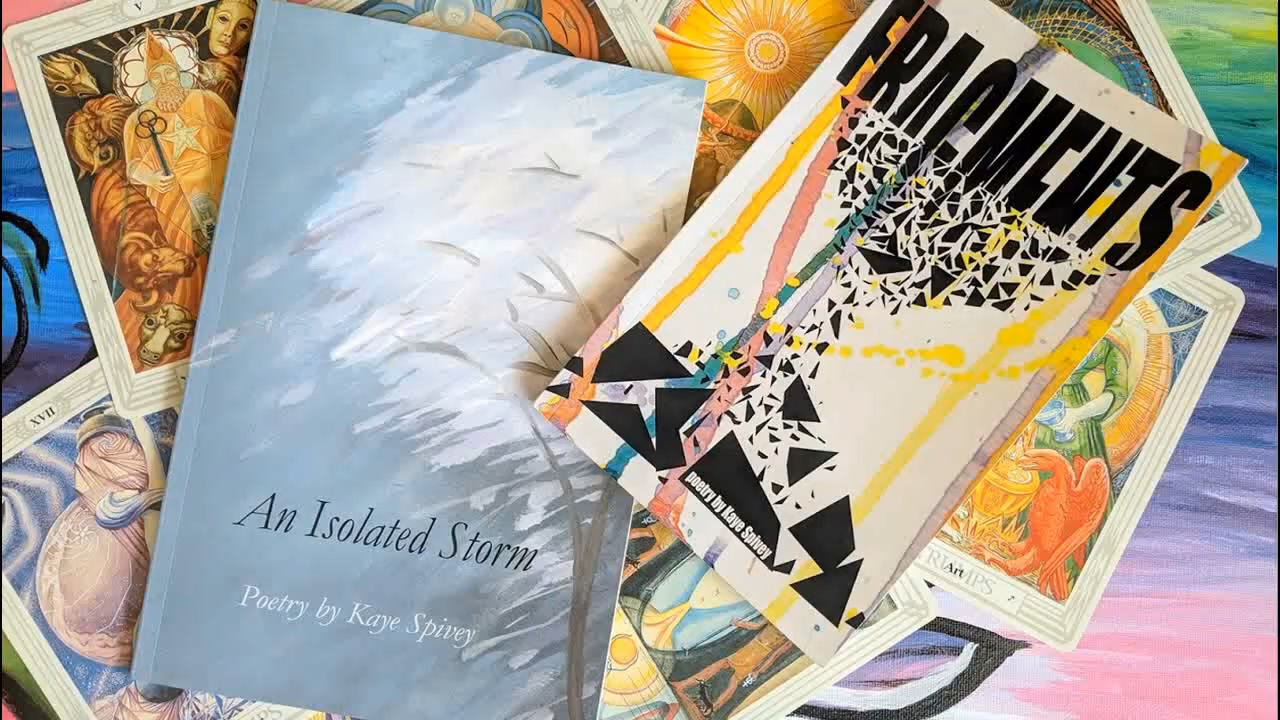 V
FRAGMENTS
XVII
poetry by Kaye Spivey
An Isolated Storm
Poetry by Kaye Spivey
Art